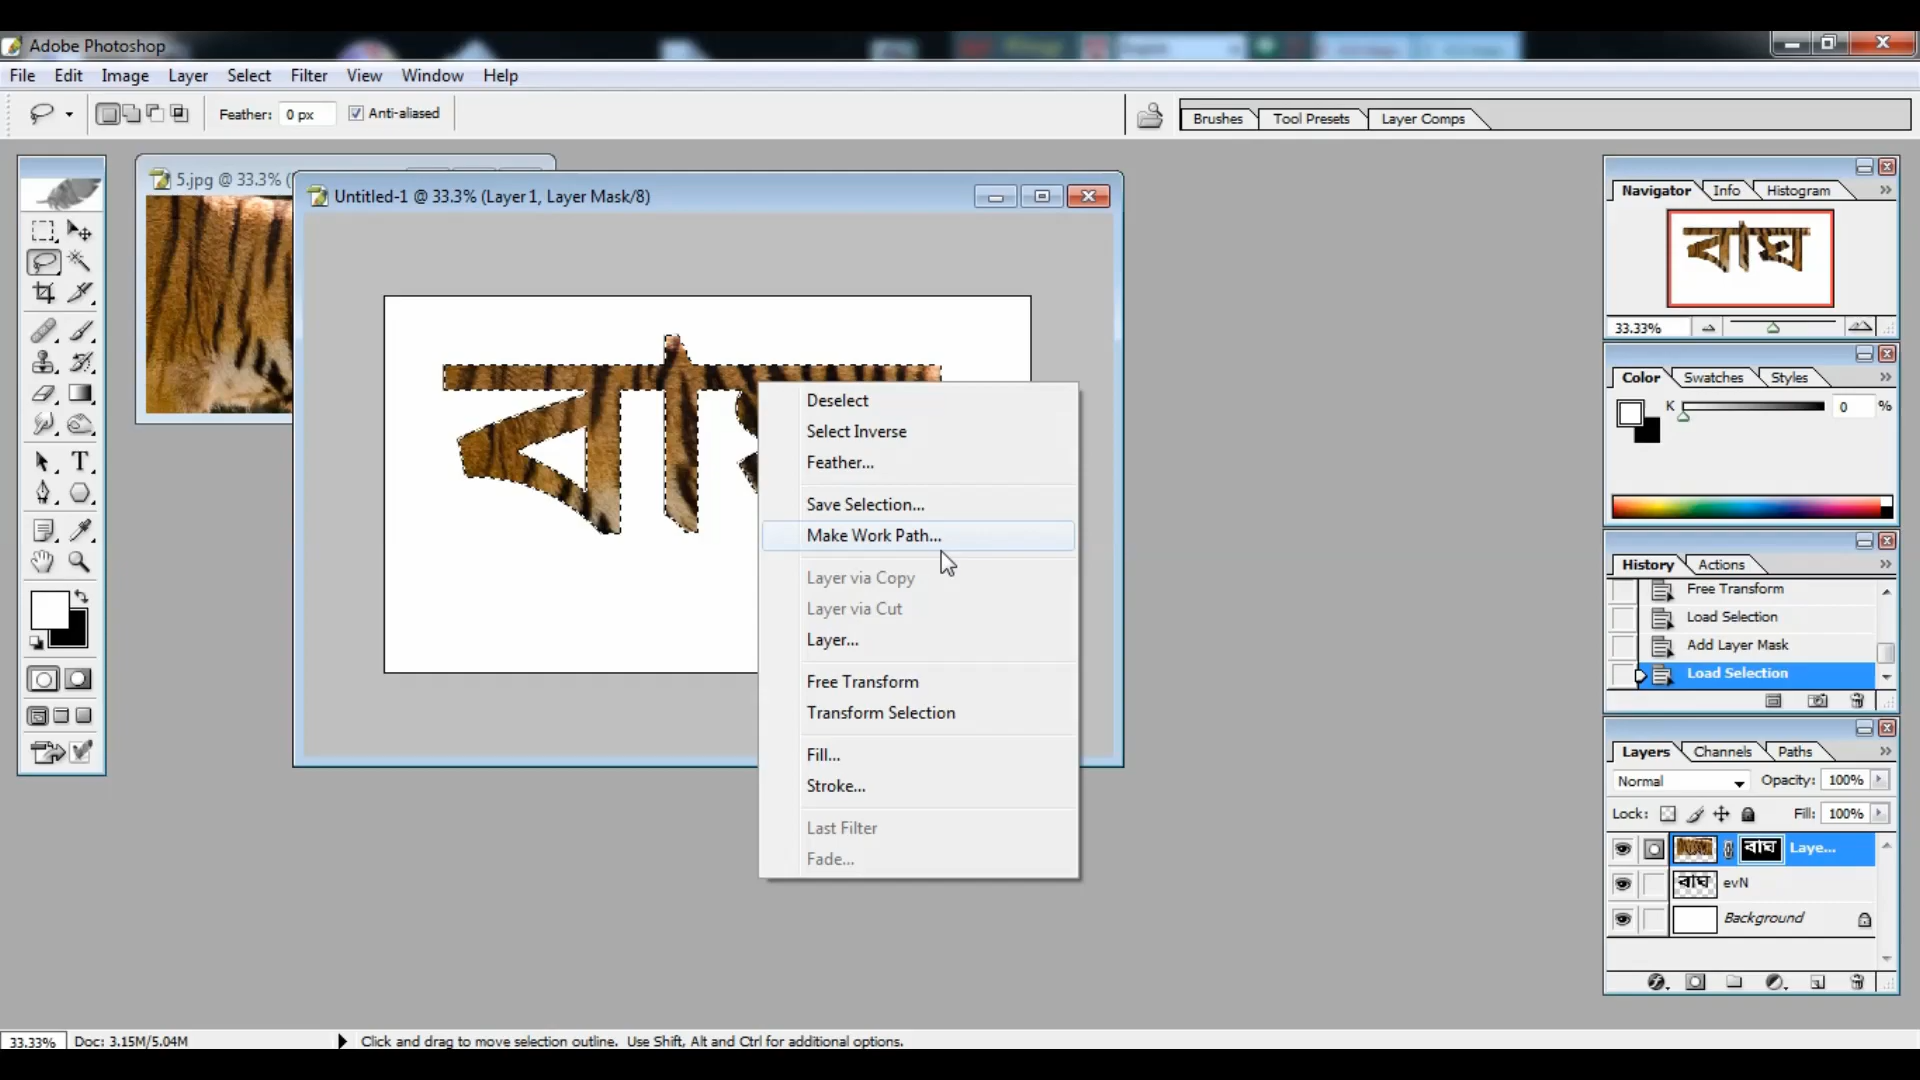 Adobe Photoshop
File Edit Image Layer Select Filter View Window Help
Feather: 0 px Anti-aliased
Brushes Tool Presets Layer Comps
5.jpg @ 33.3% (
Untitled-1 @ 33.3% (Layer 1, Layer Mask/8)
বা
Deselect
Select Inverse
Feather...
Save Selection...
Make Work Path...
Layer via Copy
Layer via Cut
Layer...
Free Transform
Transform Selection
Fill...
Stroke...
Last Filter
Fade...
Navigator Info Histogram
বাঘ
33.33%
Color Swatches Styles
K 0 %
History Actions
Free Transform
Load Selection
Add Layer Mask
Load Selection
Layers Channels Paths
Normal Opacity: 100%
Lock: Fill: 100%
বাঘ Laye...
বাঘ evN
Background
33.33% Doc: 3.15M/5.04M Click and drag to move selection outline. Use Shift, Alt and Ctrl for additional options.